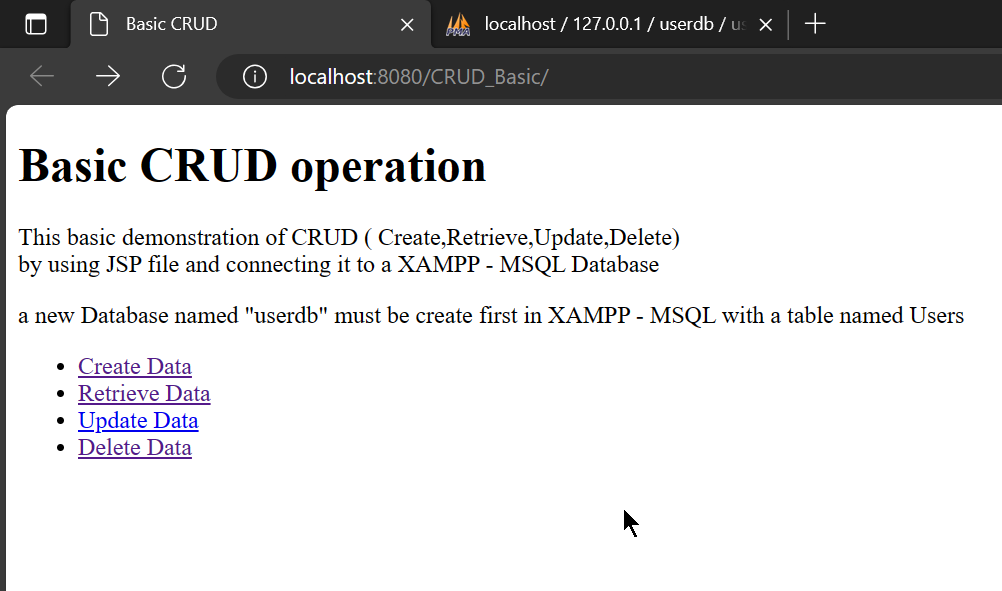 Basic CRUD
localhost / 127.0.0.1 / userdb /
PMA
localhost:8080/CRUD_Basic/
Basic CRUD operation
This basic demonstration of CRUD ( Create,Retrieve,Update,Delete)
by using JSP file and connecting it to a XAMPP - MSQL Database
a new Database named "userdb" must be create first in XAMPP - MSQL with a table named Users
Create Data
Retrieve Data
Update Data
Delete Data